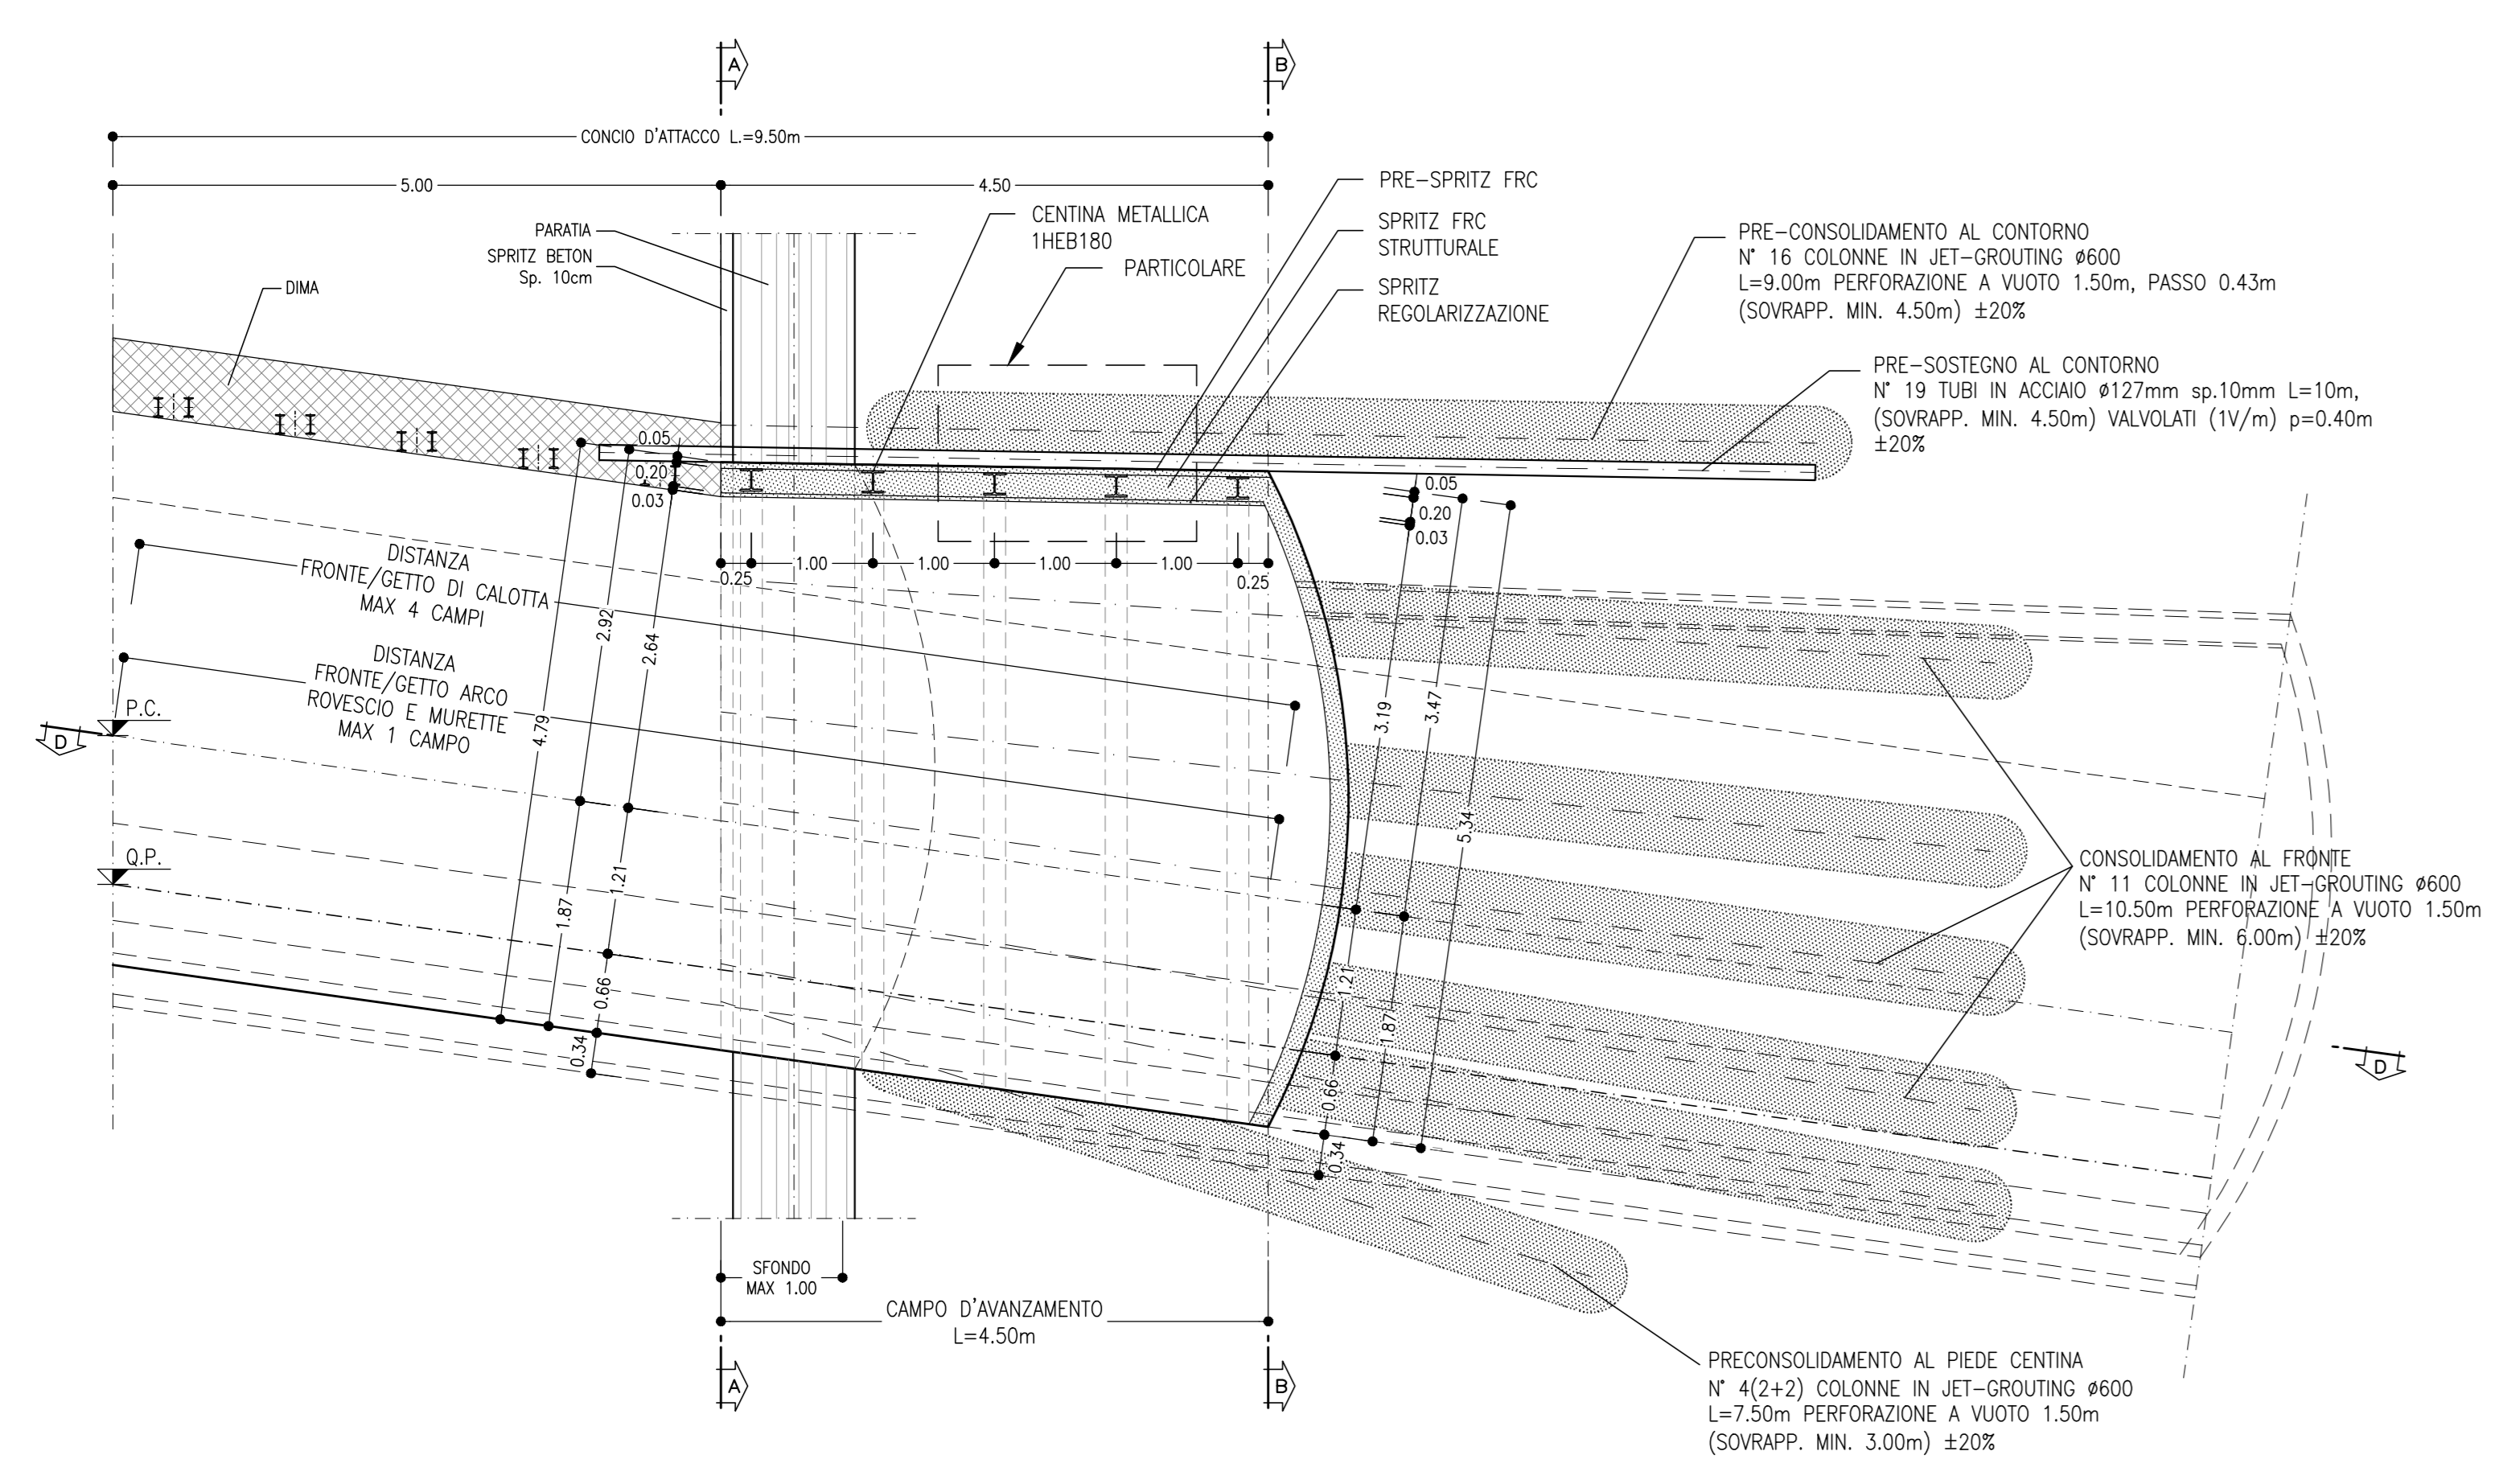 A
B
CONCIO D'ATTACCO L.=9.50m
5.00
4.50
PRE-SPRITZ FRC
CENTINA METALLICA
1HEB180
SPRITZ FRC
STRUTTURALE
PARTICOLARE
SPRITZ
REGOLARIZZAZIONE
PARATIA
SPRITZ BETON
Sp. 10cm
DIMA
PRE-CONSOLIDAMENTO AL CONTORNO
N° 16 COLONNE IN JET-GROUTING ø600
L=9.00m PERFORAZIONE A VUOTO 1.50m, PASSO 0.43m
(SOVRAPP. MIN. 4.50m) ±20%
PRE-SOSTEGNO AL CONTORNO
N° 19 TUBI IN ACCIAIO ø127mm sp.10mm L=10m,
(SOVRAPP. MIN. 4.50m) VALVOLATI (1V/m) p=0.40m
±20%
0.05
0.20
0.03
0.05
0.20
0.03
0.25
1.00
1.00
1.00
1.00
0.25
DISTANZA
FRONTE/GETTO DI CALOTTA
MAX 4 CAMPI
DISTANZA
FRONTE/GETTO ARCO
ROVESCIO E MURETTE
MAX 1 CAMPO
P.C.
D
Q.P.
4.79
2.92
2.64
1.87
1.21
0.66
0.34
3.19
3.47
5.34
1.21
1.87
0.66
0.34
CONSOLIDAMENTO AL FRONTE
N° 11 COLONNE IN JET-GROUTING ø600
L=10.50m PERFORAZIONE A VUOTO 1.50m
(SOVRAPP. MIN. 6.00m) ±20%
D
SFONDO
MAX 1.00
CAMPO D'AVANZAMENTO
L=4.50m
A
B
PRECONSOLIDAMENTO AL PIEDE CENTINA
N° 4(2+2) COLONNE IN JET-GROUTING ø600
L=7.50m PERFORAZIONE A VUOTO 1.50m
(SOVRAPP. MIN. 3.00m) ±20%